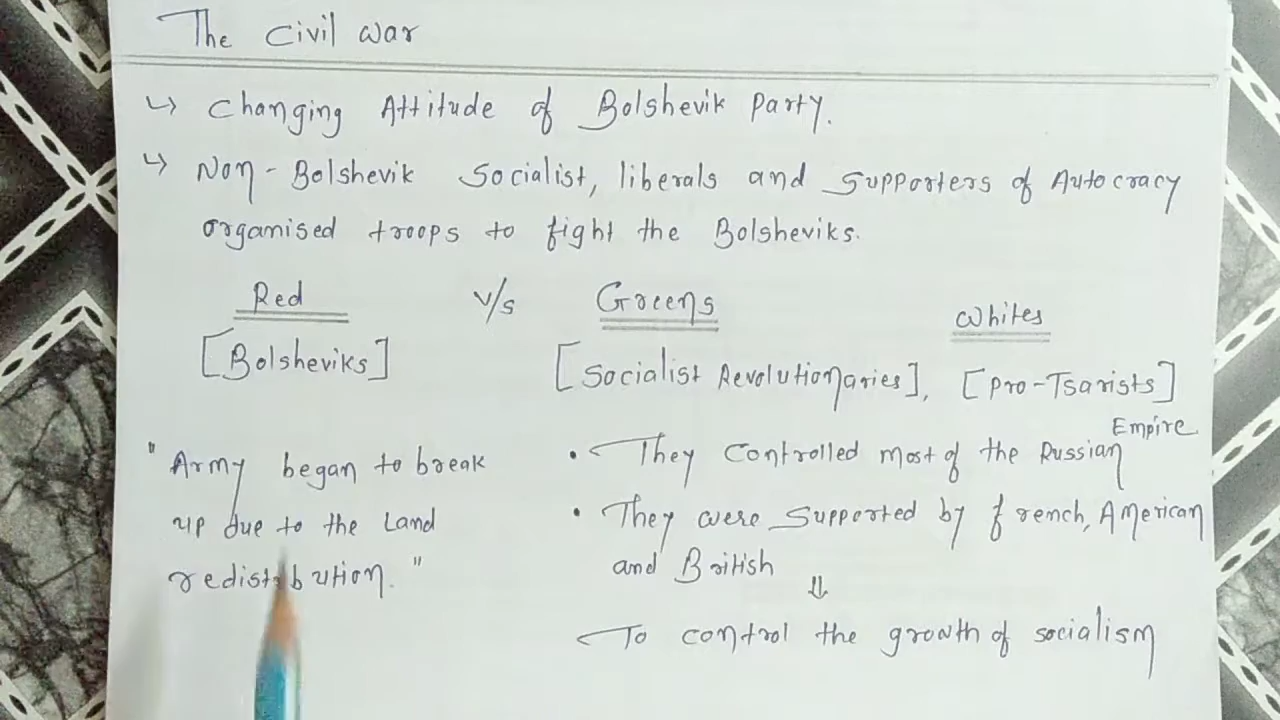 The Civil War
↳ Changing Attitude of Bolshevik Party.
↳ Non-Bolshevik Socialist, liberals and supporters of Autocracy
organised troops to fight the Bolsheviks.
Red v/s Greens Whites
[Bolsheviks] [Socialist Revolutionaries], [Pro-Tsarists]
"Army began to break
up due to the Land
redistribution."
• They controlled most of the Russian Empire
• They were supported by french, American
and British
⇓
To control the growth of socialism